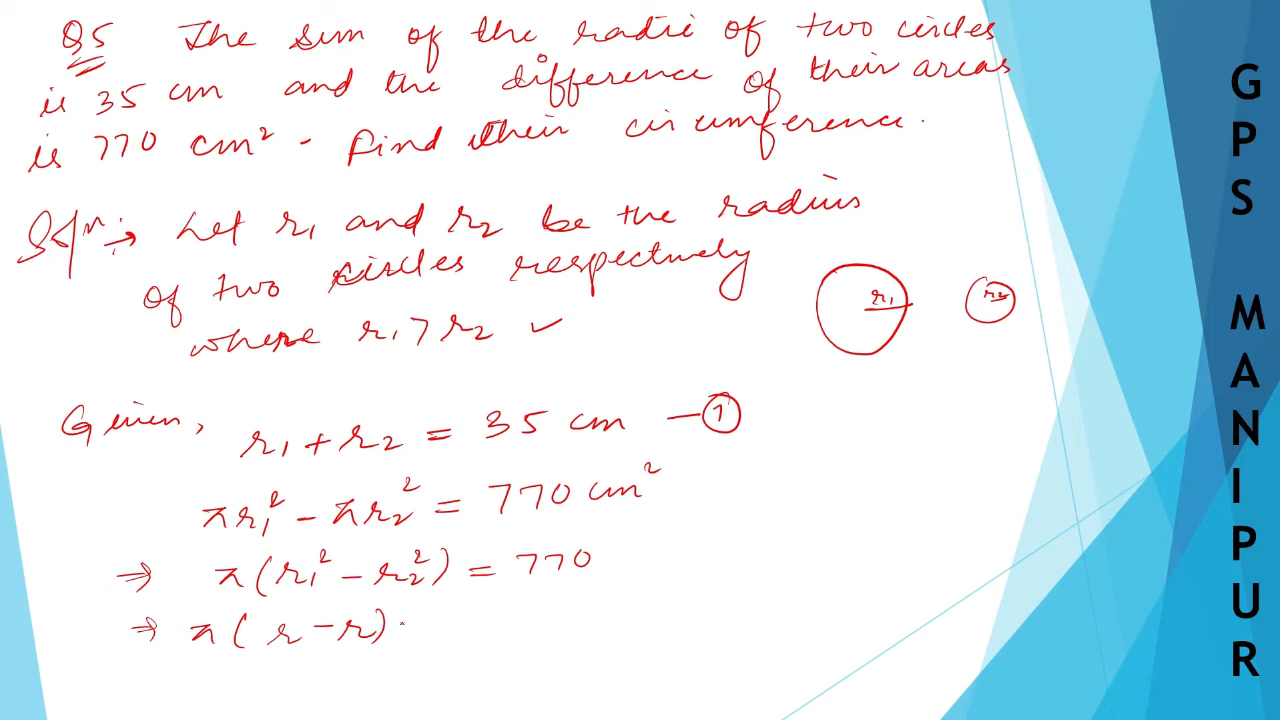 Q5 The sum of the radii of two circles
is 35 cm and the difference of their areas
is 770 cm² - Find their circumference.
Sol^n :→ Let r₁ and r₂ be the radius
of two circles respectively
where r₁ > r₂ ✓
r₁ r₂
Given, r₁ + r₂ = 35 cm — ①
πr₁² - πr₂² = 770 cm²
⇒ π(r₁² - r₂²) = 770
⇒ π( r - r) ·
GPS MANIPUR